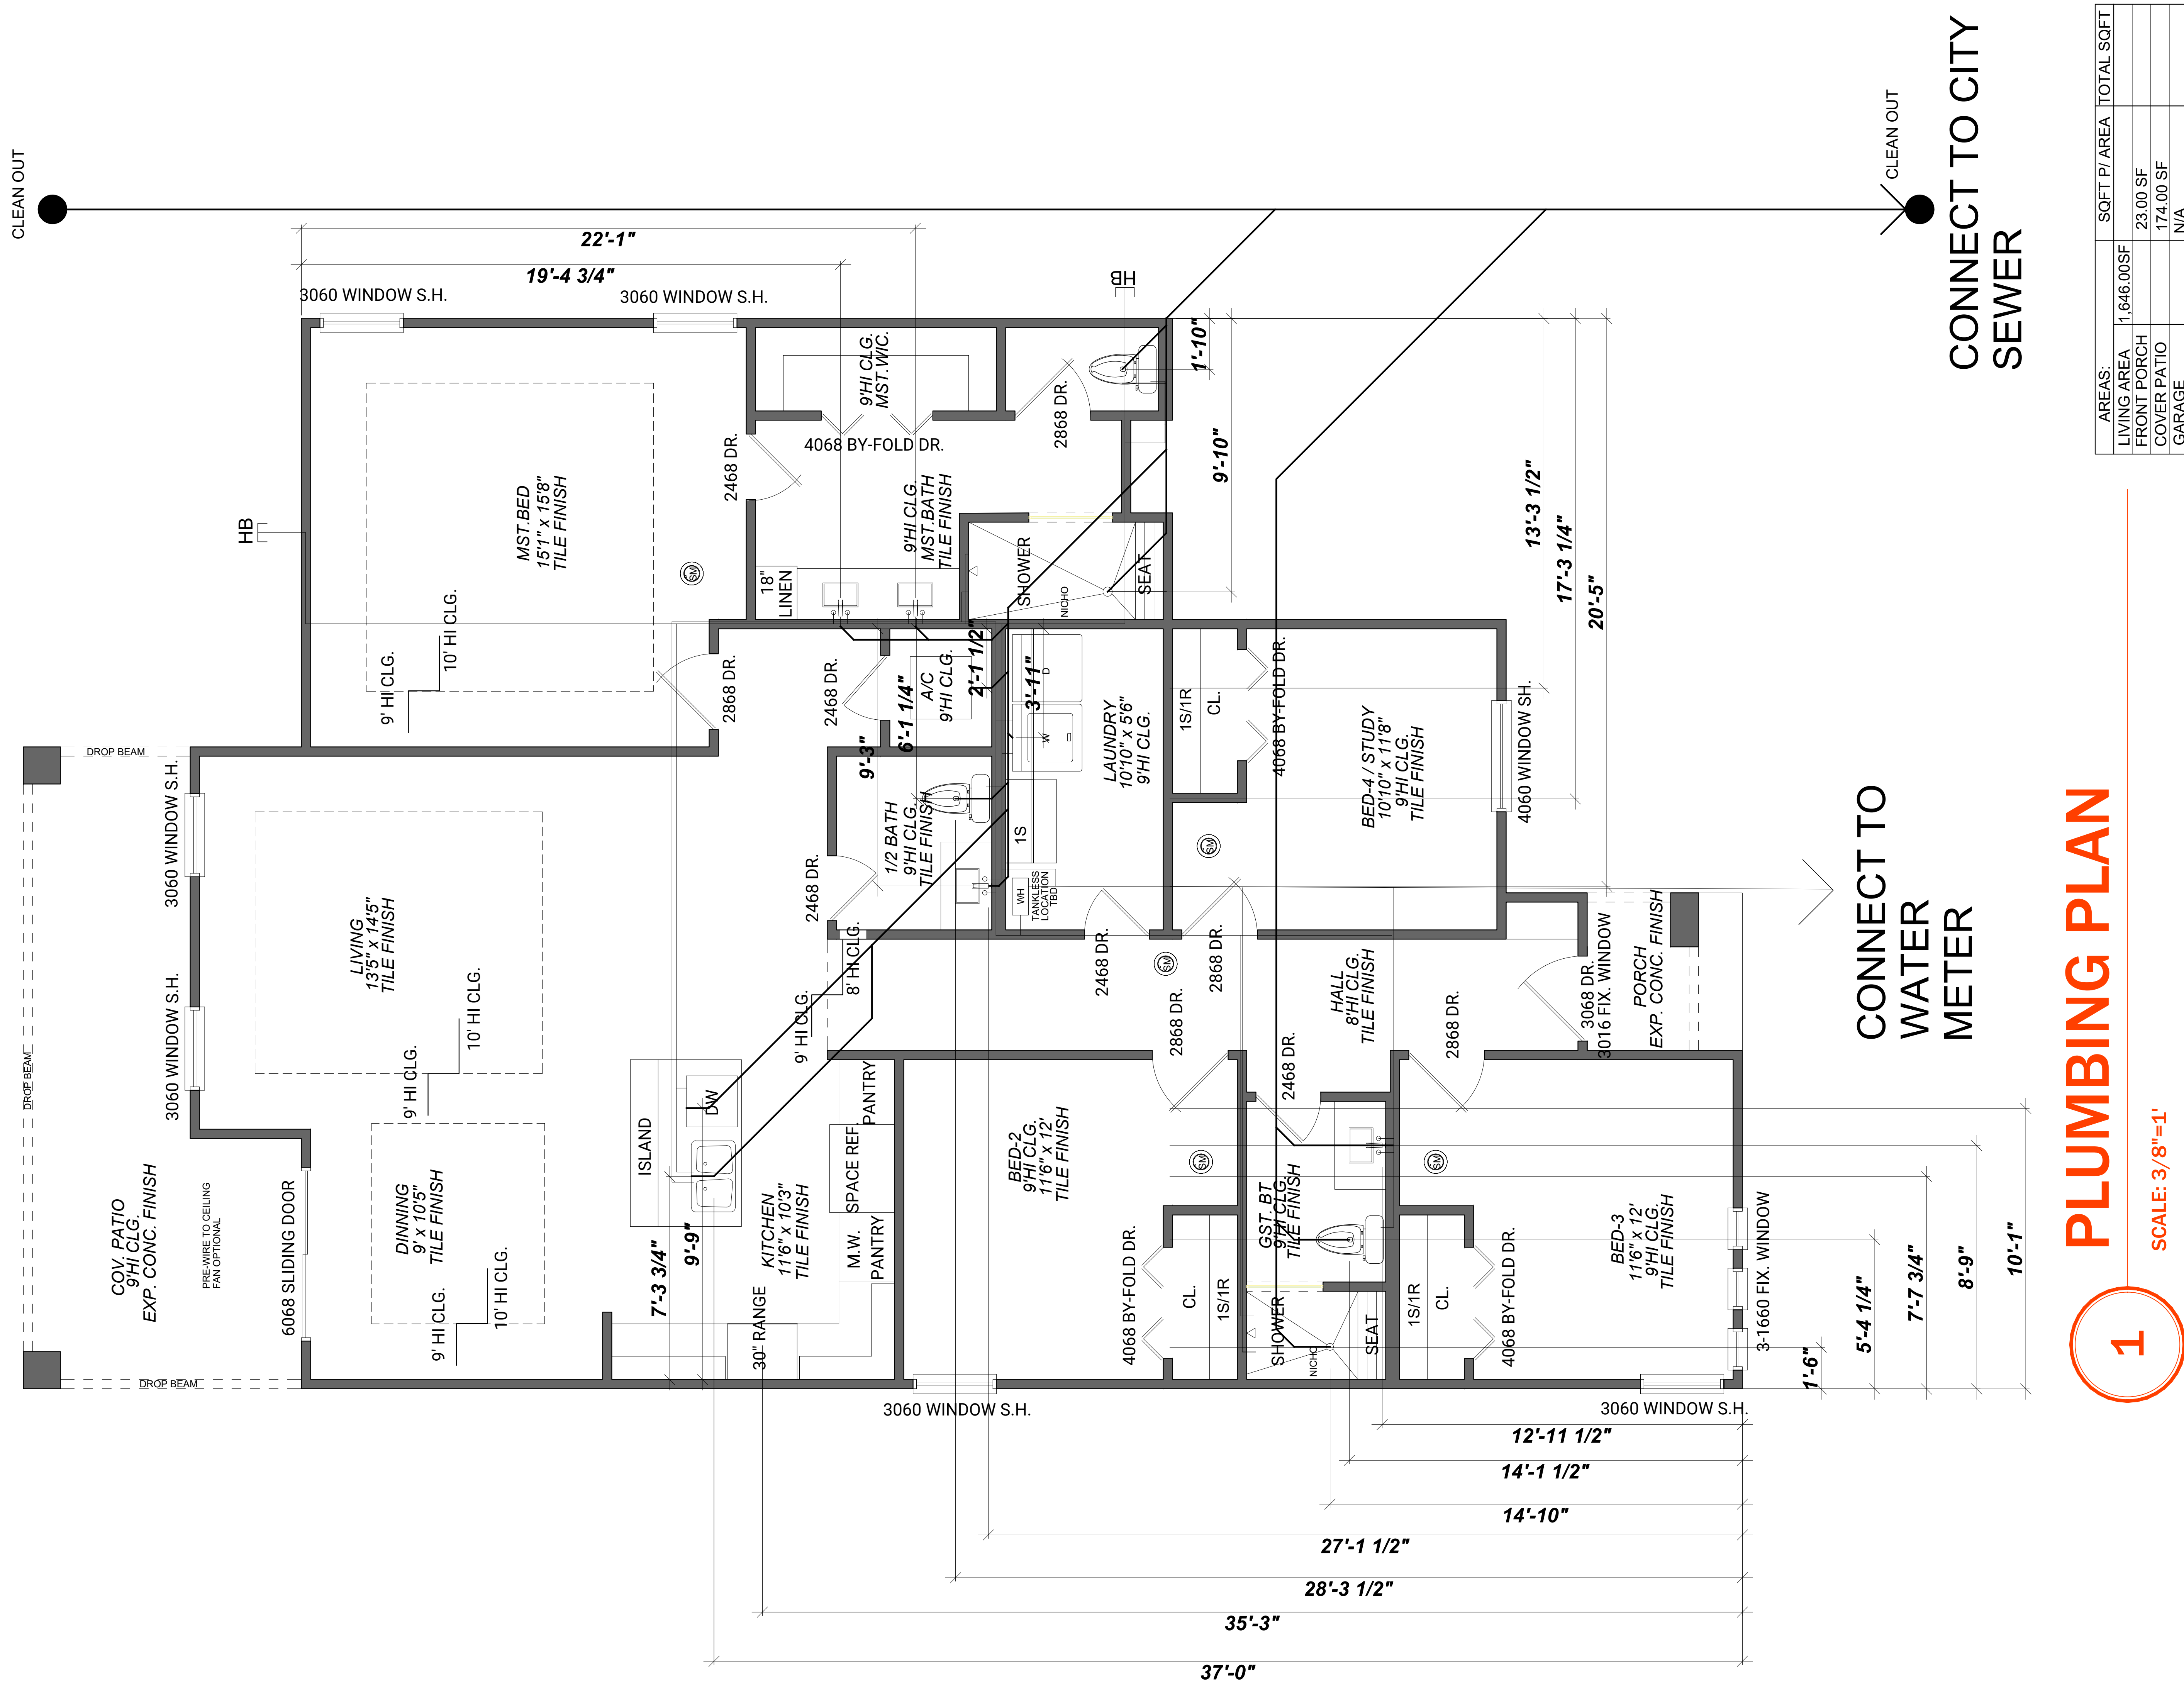 CLEAN OUT
CLEAN OUT
CONNECT TO CITY
SEWER
22'-1"
19'-4 3/4"
3060 WINDOW S.H.
3060 WINDOW S.H.
HB
HB
MST.BED
15'1" x 15'8"
TILE FINISH
9' HI CLG.
10' HI CLG.
SM
2468 DR.
9'HI CLG.
MST.WIC.
4068 BY-FOLD DR.
2868 DR.
9'HI CLG.
MST.BATH
TILE FINISH
18"
LINEN
SHOWER
NICHO
SEAT
1'-10"
9'-10"
13'-3 1/2"
17'-3 1/4"
20'-5"
2868 DR.
2468 DR.
A/C
9'HI CLG.
2'-1 1/2"
3'-11"
6'-1 1/4"
9'-3"
D
W
LAUNDRY
10'10" x 5'6"
9'HI CLG.
1S
WH
TANKLESS
LOCATION
TBD
1/2 BATH
9'HI CLG.
TILE FINISH
2468 DR.
1S/1R
CL.
4068 BY-FOLD DR.
BED-4 / STUDY
10'10" x 11'8"
9'HI CLG.
TILE FINISH
4060 WINDOW SH.
SM
DROP BEAM
DROP BEAM
DROP BEAM
3060 WINDOW S.H.
3060 WINDOW S.H.
LIVING
13'5" x 14'5"
TILE FINISH
9' HI CLG.
10' HI CLG.
COV. PATIO
9'HI CLG.
EXP. CONC. FINISH
PRE-WIRE TO CEILING
FAN OPTIONAL
6068 SLIDING DOOR
DINNING
9' x 10'5"
TILE FINISH
9' HI CLG.
10' HI CLG.
ISLAND
DW
7'-3 3/4"
9'-9"
KITCHEN
11'6" x 10'3"
TILE FINISH
30" RANGE
M.W.
PANTRY
SPACE REF.
PANTRY
9' HI CLG.
8' HI CLG.
2468 DR.
2868 DR.
2868 DR.
SM
HALL
8'HI CLG.
TILE FINISH
2468 DR.
2868 DR.
3068 DR.
3016 FIX. WINDOW
PORCH
EXP. CONC. FINISH
BED-2
9'HI CLG.
11'6" x 12'
TILE FINISH
SM
4068 BY-FOLD DR.
CL.
1S/1R
GST. BT
9'HI CLG.
TILE FINISH
SHOWER
NICHO
SEAT
1S/1R
CL.
4068 BY-FOLD DR.
SM
BED-3
11'6" x 12'
9'HI CLG.
TILE FINISH
3-1660 FIX. WINDOW
3060 WINDOW S.H.
3060 WINDOW S.H.
1'-6"
5'-4 1/4"
7'-7 3/4"
8'-9"
10'-1"
12'-11 1/2"
14'-1 1/2"
14'-10"
27'-1 1/2"
28'-3 1/2"
35'-3"
37'-0"
CONNECT TO
WATER
METER
1
PLUMBING PLAN
SCALE: 3/8"=1'
AREAS: SQFT P/ AREA TOTAL SQFT
LIVING AREA 1,646.00SF
FRONT PORCH 23.00 SF
COVER PATIO 174.00 SF
GARAGE N/A